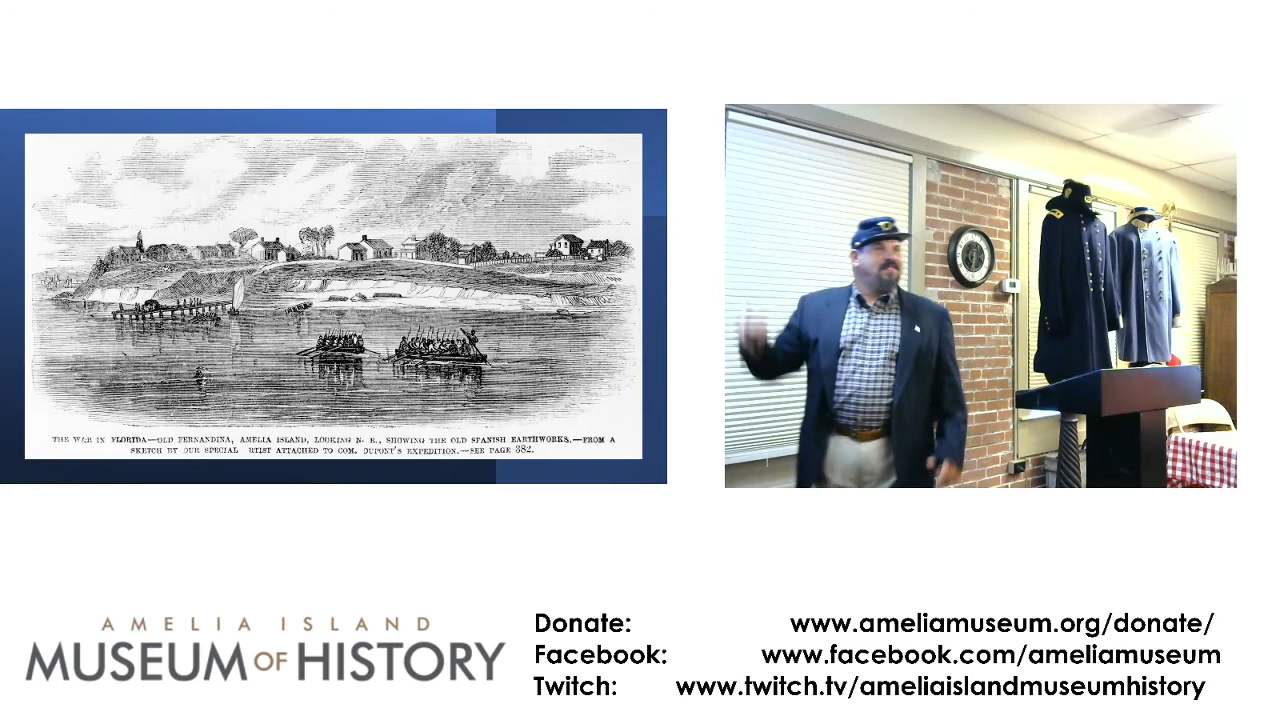 THE WAR IN FLORIDA—OLD FERNANDINA, AMELIA ISLAND, LOOKING N. E., SHOWING THE OLD SPANISH EARTHWORKS.—FROM A
SKETCH BY OUR SPECIAL RTIST ATTACHED TO COM. DUPONT'S EXPEDITION.—SEE PAGE 382.
AMELIA ISLAND
MUSEUM OF HISTORY
Donate: www.ameliamuseum.org/donate/
Facebook: www.facebook.com/ameliamuseum
Twitch: www.twitch.tv/ameliaislandmuseumhistory